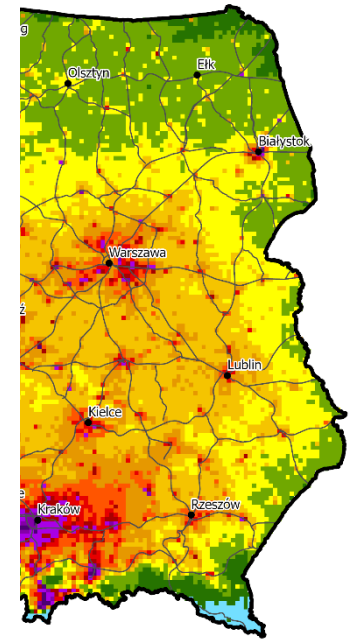 g
Olsztyn
Ełk
Białystok
Warszawa
ź
Lublin
Kielce
e
Kraków
Rzeszów